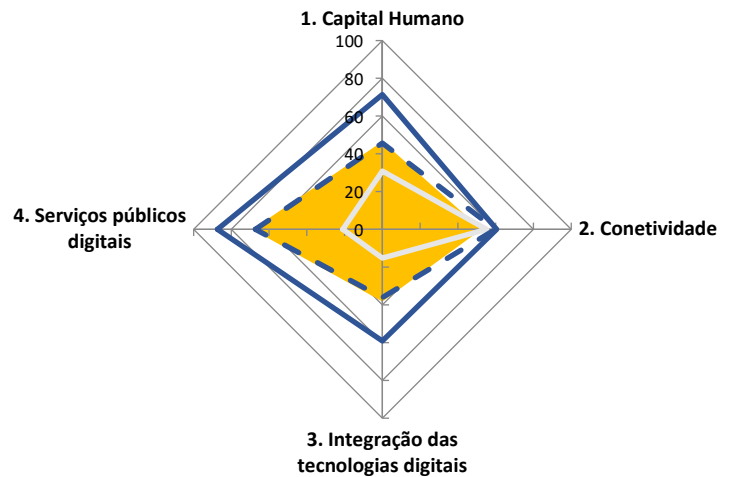 1. Capital Humano
100
80
60
40
20
0
4. Serviços públicos
digitais
2. Conetividade
3. Integração das
tecnologias digitais